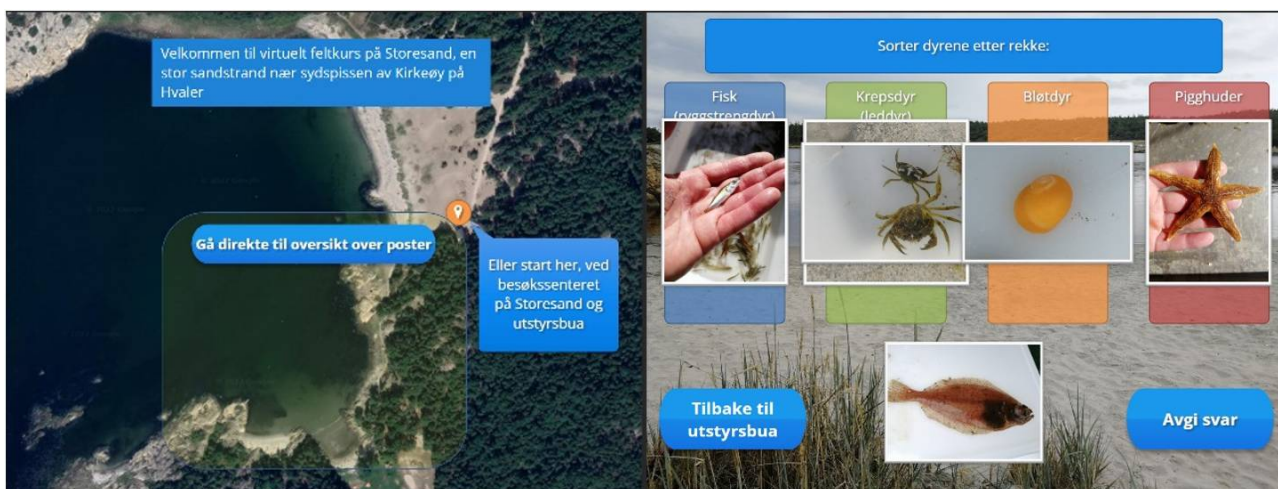 Velkommen til virtuelt feltkurs på Storesand, en
stor sandstrand nær sydspissen av Kirkeøy på
Hvaler
Gå direkte til oversikt over poster
Eller start her, ved
besøkssenteret
på Storesand og
utstyrsbua
Sorter dyrene etter rekke:
Fisk
(ryggstrengdyr)
Krepsdyr
(leddyr)
Bløtdyr
Pigghuder
Tilbake til
utstyrsbua
Avgi svar